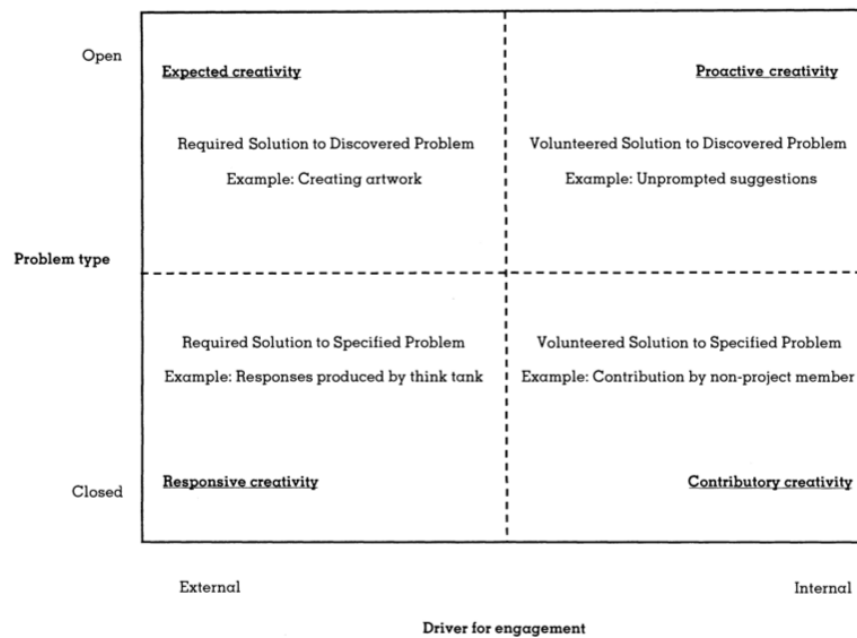 Open
Expected creativity
Proactive creativity
Required Solution to Discovered Problem
Volunteered Solution to Discovered Problem
Example: Creating artwork
Example: Unprompted suggestions
Problem type
Required Solution to Specified Problem
Volunteered Solution to Specified Problem
Example: Responses produced by think tank
Example: Contribution by non-project member
Closed
Responsive creativity
Contributory creativity
External
Internal
Driver for engagement